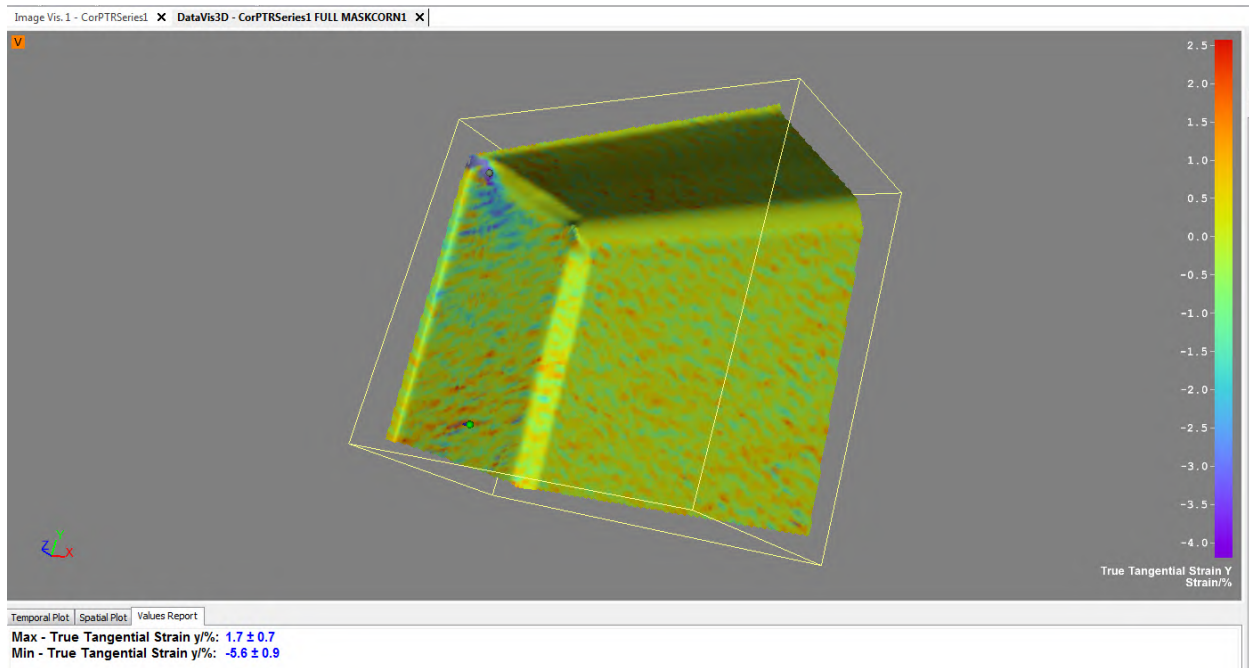 Image Vis. 1 - CorPTRSeries1 X DataVis3D - CorPTRSeries1 FULL MASKCORN1 X
V
2.5
2.0
1.5
1.0
0.5
0.0
-0.5
-1.0
-1.5
-2.0
-2.5
-3.0
-3.5
-4.0
True Tangential Strain Y
Strain/%
Y
Z X
Temporal Plot Spatial Plot Values Report
Max - True Tangential Strain y/%: 1.7 ± 0.7
Min - True Tangential Strain y/%: -5.6 ± 0.9